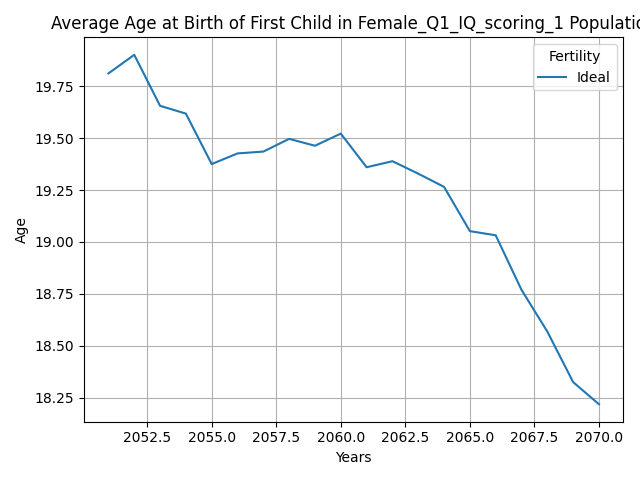 Average Age at Birth of First Child in Female_Q1_IQ_scoring_1
Fertility
Ideal
19.75
19.50
19.25
19.00
18.75
18.50
18.25
Age
2052.5 2055.0 2057.5 2060.0 2062.5 2065.0 2067.5 2070.0
Years